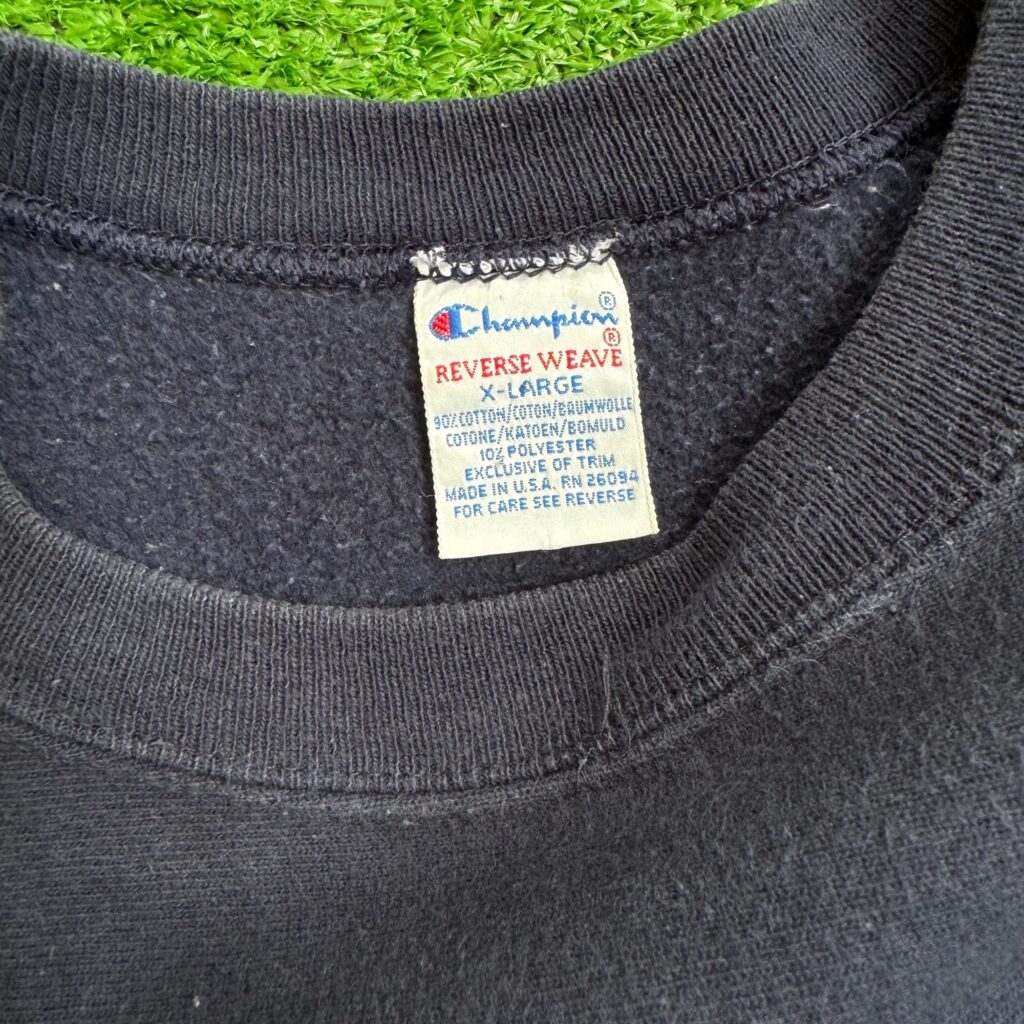 Champion®
®
REVERSE WEAVE
X-LARGE
90% COTTON/COTON/BAUMWOLLE
COTONE/KATOEN/BOMULD
10% POLYESTER
EXCLUSIVE OF TRIM
MADE IN U.S.A. RN 26094
FOR CARE SEE REVERSE